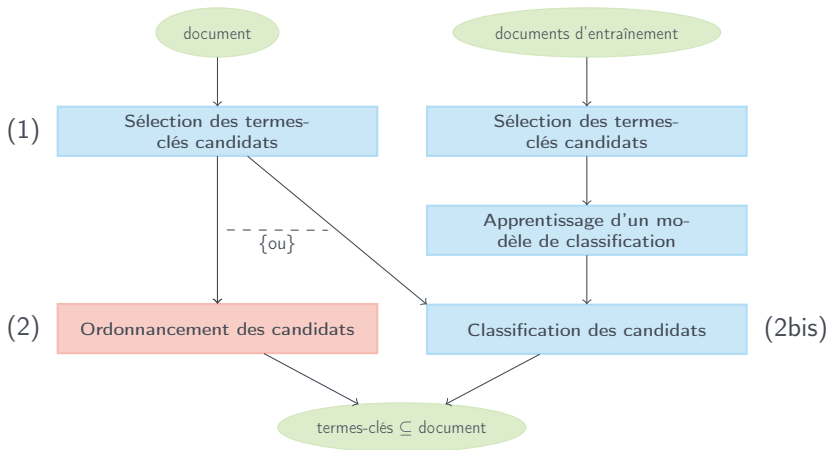 document
documents d'entraînement
(1)
Sélection des termes-
clés candidats
Sélection des termes-
clés candidats
Apprentissage d'un mo-
dèle de classification
{ou}
(2)
Ordonnancement des candidats
Classification des candidats
(2bis)
termes-clés ⊆ document